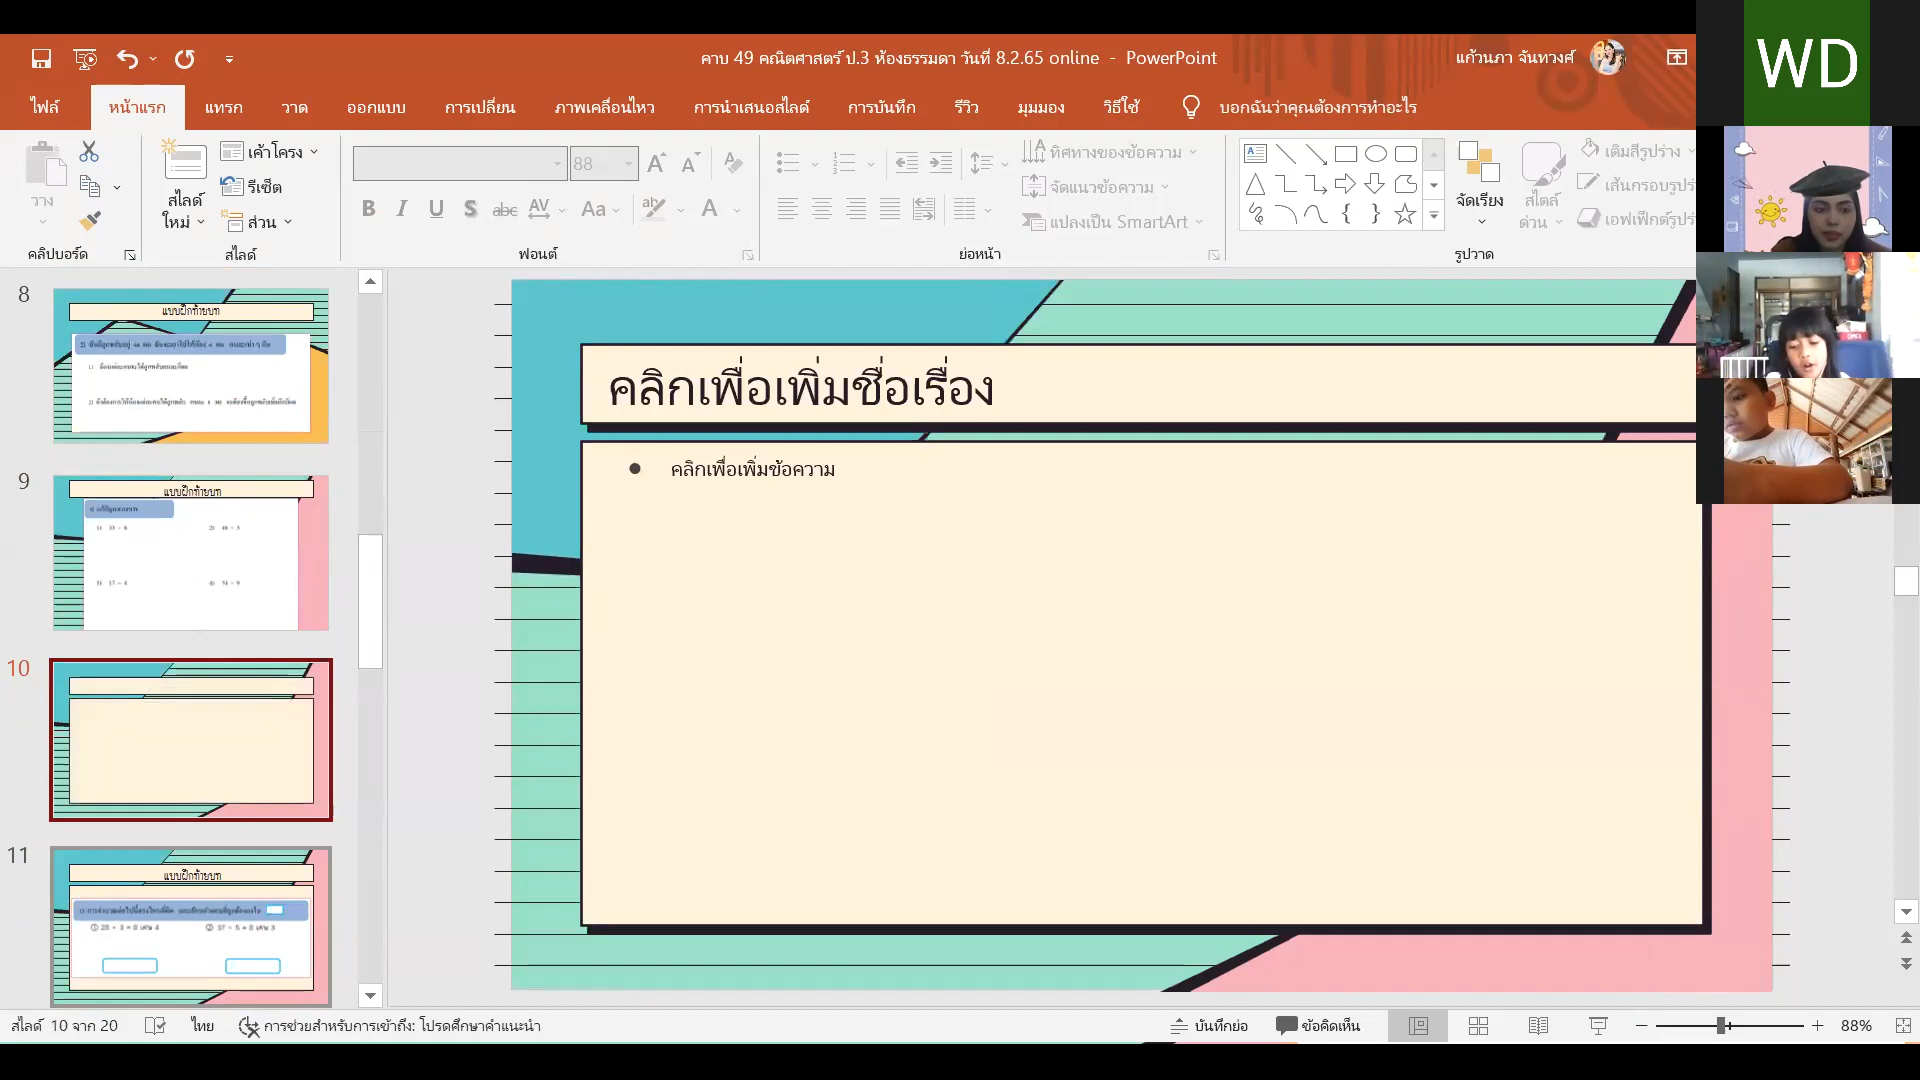 คาบ 49 คณิตศาสตร์ ป.3 ห้องธรรมดา วันที่ 8.2.65 online - PowerPoint
แก้วนภา จันทวงศ์
WD
ไฟล์ หน้าแรก แทรก วาด ออกแบบ การเปลี่ยน ภาพเคลื่อนไหว การนำเสนอสไลด์ การบันทึก รีวิว มุมมอง วิธีใช้ บอกฉันว่าคุณต้องการทำอะไร
วาง
สไลด์
ใหม่
เค้าโครง
รีเซ็ต
ส่วน
88
B I U S abc AV Aa A
ทิศทางของข้อความ
จัดแนวข้อความ
แปลงเป็น SmartArt
จัดเรียง
สไตล์
ด่วน
เติมสีรูปร่าง
เส้นกรอบรูปร่
เอฟเฟ็กต์รูปร่
คลิปบอร์ด สไลด์ ฟอนต์ ย่อหน้า รูปวาด
8
แบบฝึกท้ายบท
9
แบบฝึกท้ายบท
10
11
แบบฝึกท้ายบท
คลิกเพื่อเพิ่มชื่อเรื่อง
คลิกเพื่อเพิ่มข้อความ
สไลด์ 10 จาก 20 ไทย การช่วยสำหรับการเข้าถึง: โปรดศึกษาคำแนะนำ บันทึกย่อ ข้อคิดเห็น 88%